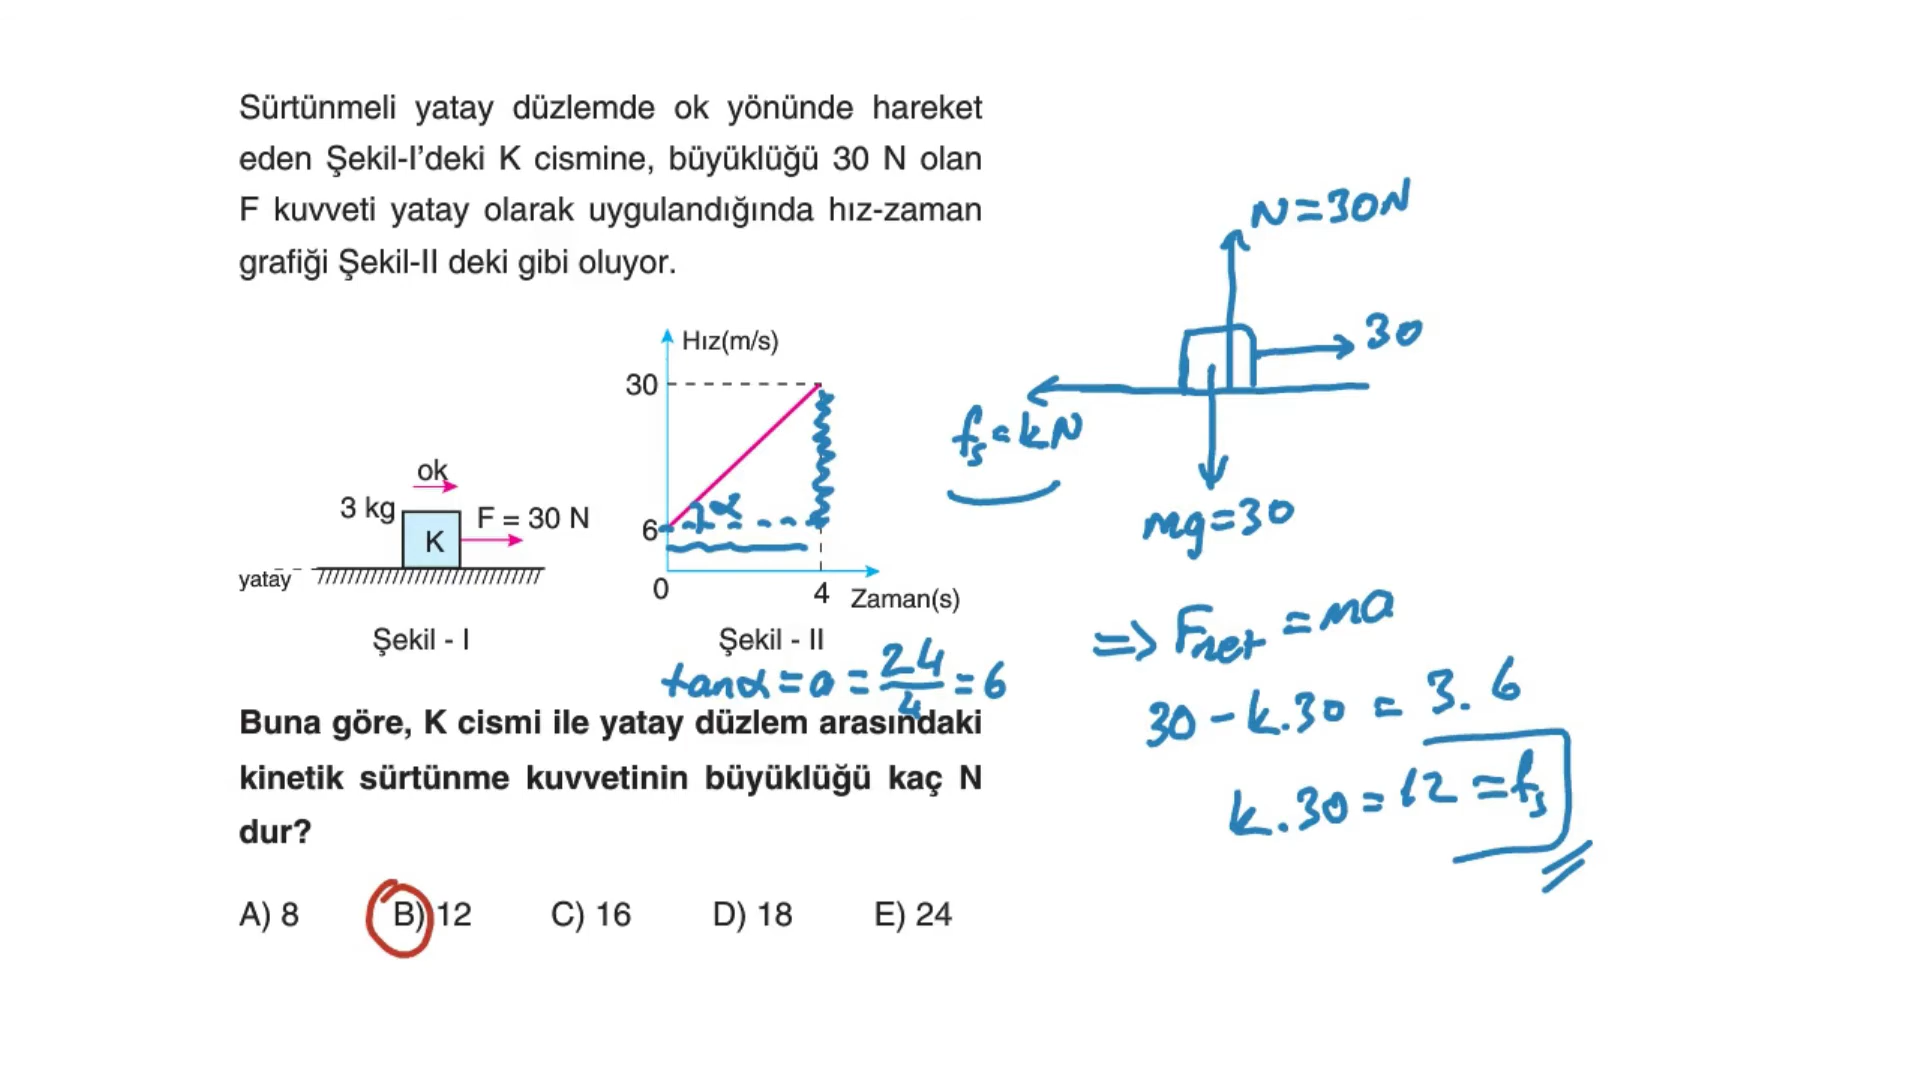 Sürtünmeli yatay düzlemde ok yönünde hareket
eden Şekil-I’deki K cismine, büyüklüğü 30 N olan
F kuvveti yatay olarak uygulandığında hız-zaman
grafiği Şekil-II deki gibi oluyor.
ok
3 kg
K
F = 30 N
yatay
Şekil - I
Hız(m/s)
30
α
6
0
4
Zaman(s)
Şekil - II
tanα = a = 24/4 = 6
Buna göre, K cismi ile yatay düzlem arasındaki
kinetik sürtünme kuvvetinin büyüklüğü kaç N
dur?
A) 8 B) 12 C) 16 D) 18 E) 24
N=30N
30
fs=kN
mg=30
=> Fnet = ma
30 - k.30 = 3.6
k.30 = 12 = fs